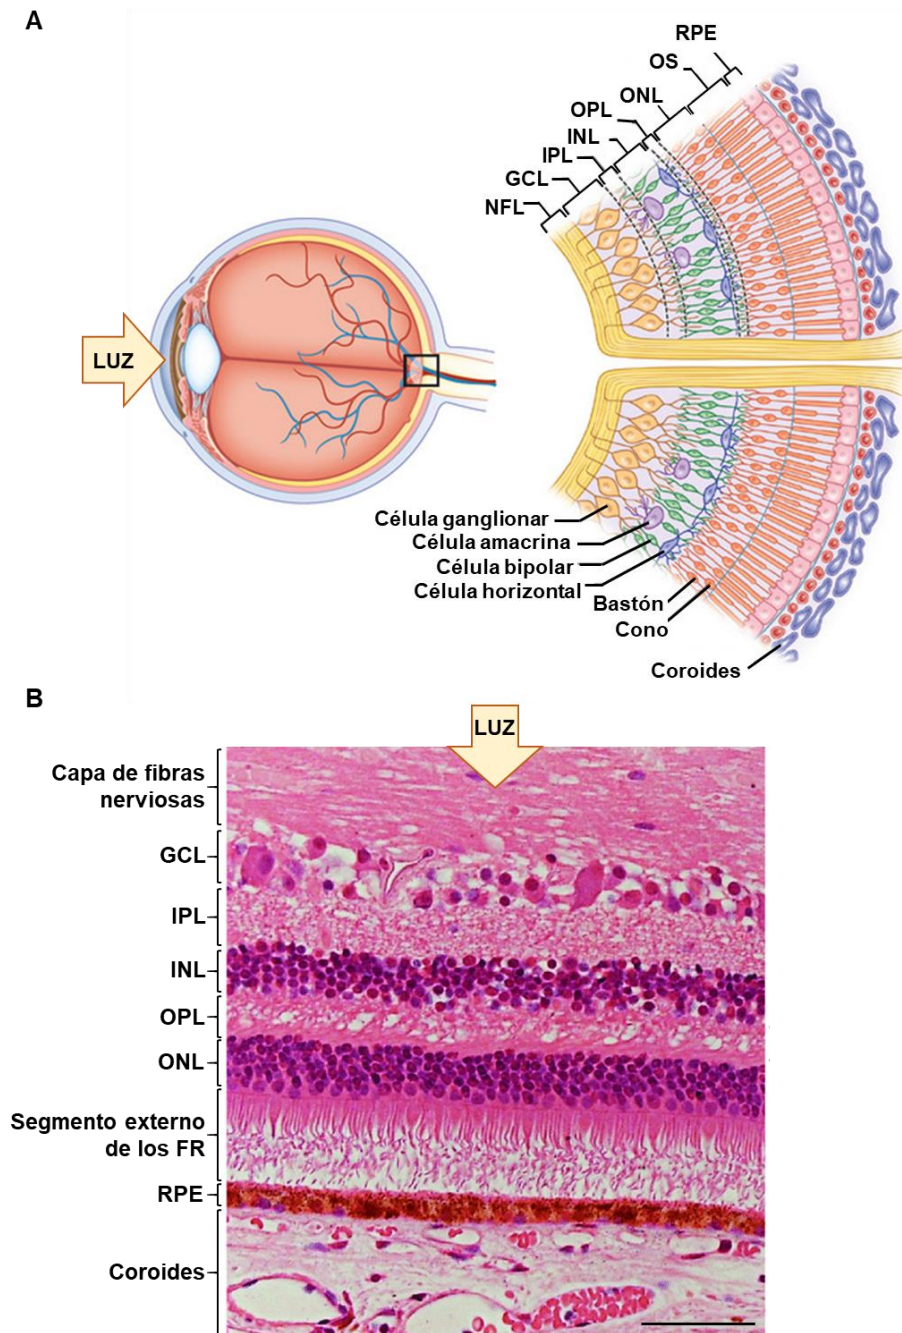 A
RPE
OS
ONL
OPL
INL
IPL
GCL
NFL
LUZ
Célula ganglionar
Célula amacrina
Célula bipolar
Célula horizontal
Bastón
Cono
Coroides
B
LUZ
Capa de fibras
nerviosas
GCL
IPL
INL
OPL
ONL
Segmento externo
de los FR
RPE
Coroides